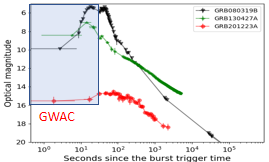 GRB080319B
GRB130427A
GRB201223A
Optical magnitude
6
8
10
12
14
16
18
20
GWAC
10⁰
10¹
10²
10³
10⁴
10⁵
Seconds since the burst trigger time